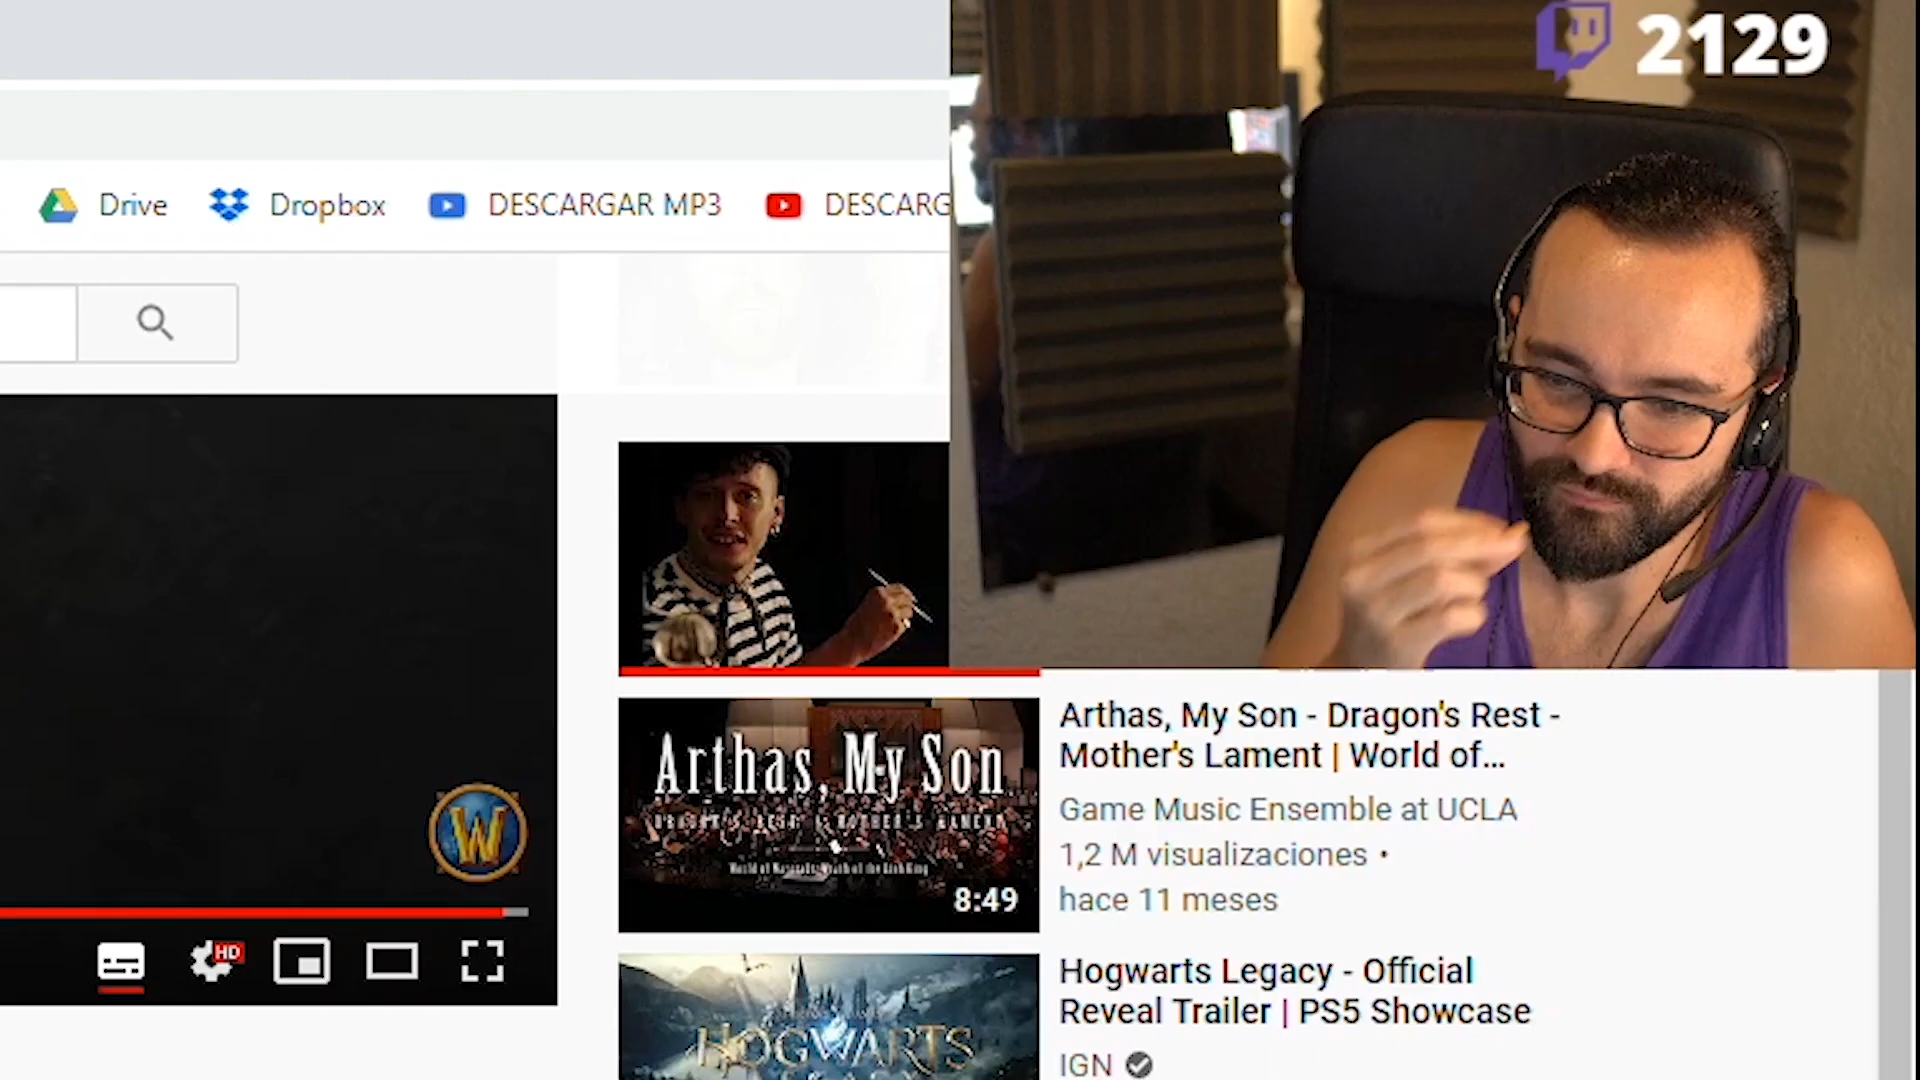 2129
Drive
Dropbox
DESCARGAR MP3
DESCARG
W
HD
Arthas, My Son
8:49
Arthas, My Son - Dragon's Rest -
Mother's Lament | World of...
Game Music Ensemble at UCLA
1,2 M visualizaciones •
hace 11 meses
HOGWARTS
Hogwarts Legacy - Official
Reveal Trailer | PS5 Showcase
IGN